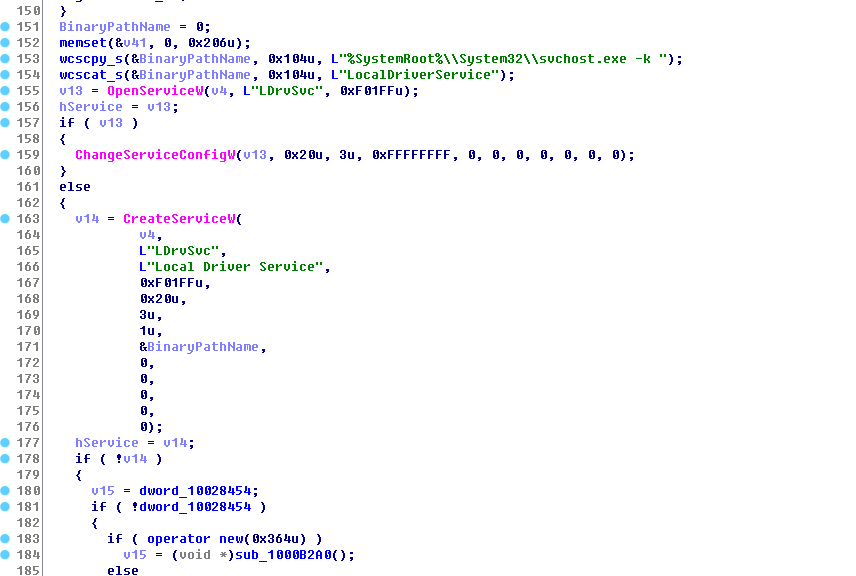 150 }
151 BinaryPathName = 0;
152 memset(&v41, 0, 0x206u);
153 wcscpy_s(&BinaryPathName, 0x104u, L"%SystemRoot%\\System32\\svchost.exe -k ");
154 wcscat_s(&BinaryPathName, 0x104u, L"LocalDriverService");
155 v13 = OpenServiceW(v4, L"LDrvSvc", 0xF01FFu);
156 hService = v13;
157 if ( v13 )
158 {
159 ChangeServiceConfigW(v13, 0x20u, 3u, 0xFFFFFFFF, 0, 0, 0, 0, 0, 0, 0);
160 }
161 else
162 {
163 v14 = CreateServiceW(
164 v4,
165 L"LDrvSvc",
166 L"Local Driver Service",
167 0xF01FFu,
168 0x20u,
169 3u,
170 1u,
171 &BinaryPathName,
172 0,
173 0,
174 0,
175 0,
176 0);
177 hService = v14;
178 if ( !v14 )
179 {
180 v15 = dword_10028454;
181 if ( !dword_10028454 )
182 {
183 if ( operator new(0x364u) )
184 v15 = (void *)sub_1000B2A0();
185 else